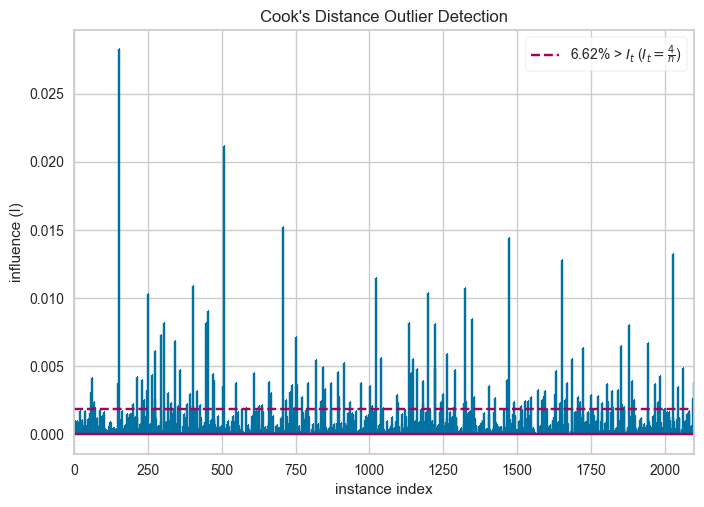 Cook's Distance Outlier Detection
6.62% > I_t (I_t = 4/n)
influence (I)
0.025
0.020
0.015
0.010
0.005
0.000
0 250 500 750 1000 1250 1500 1750 2000
instance index